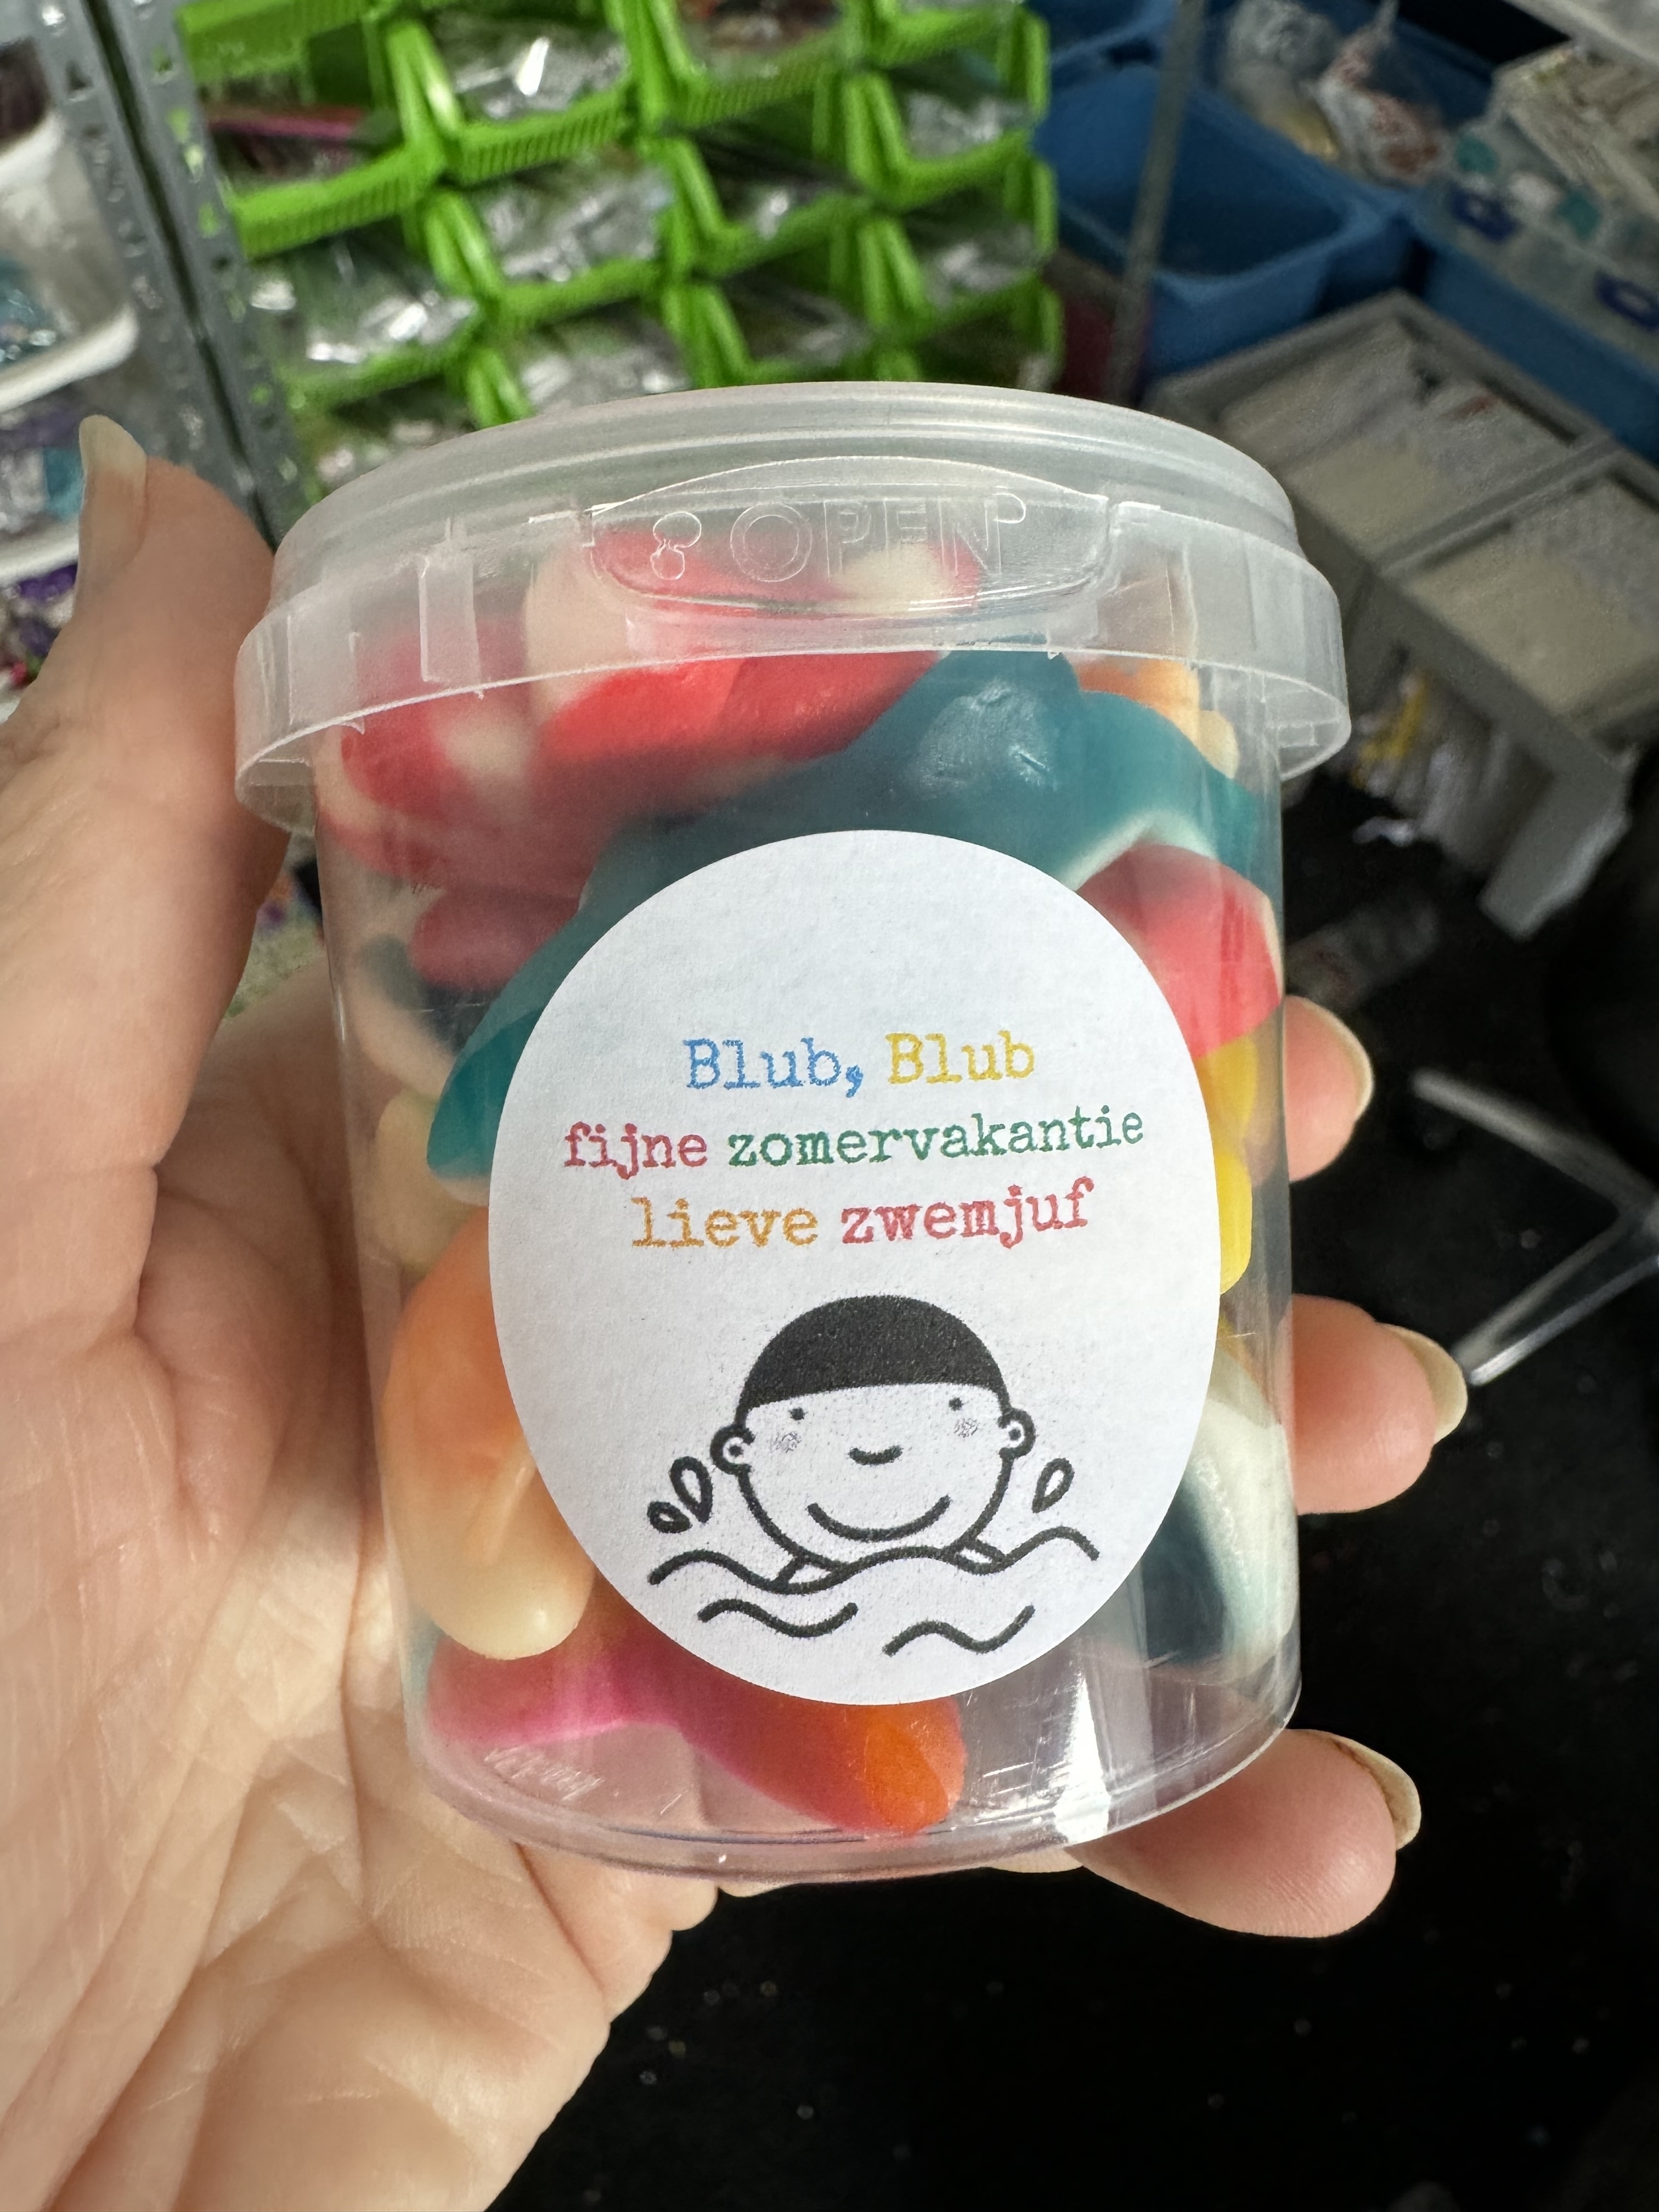 OPEN
Blub, Blub
fijne zomervakantie
lieve zwemjuf